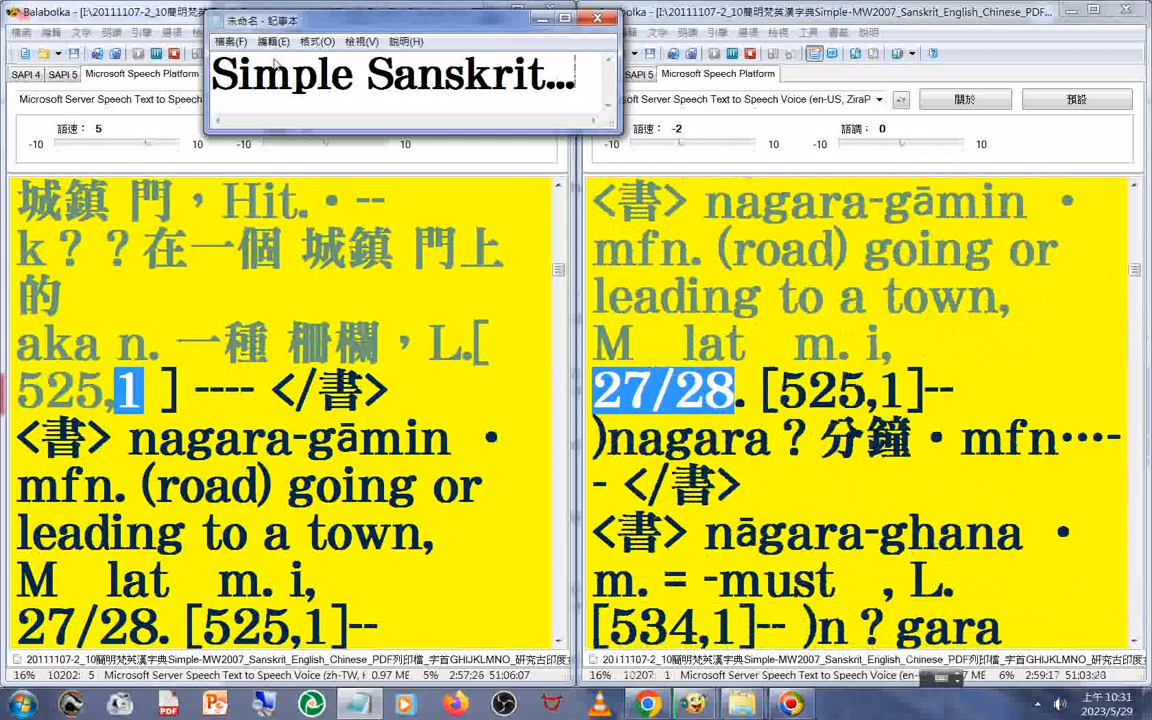 Balabolka - [I:\20111107-2_10簡明梵英漢字
未命名 - 記事本
:\20111107-2_10簡明梵英漢字典Simple-MW2007_Sanskrit_English_Chinese_PDF...
檔案(F) 編輯(E) 格式(O) 檢視(V) 說明(H)
Simple Sanskrit...
SAPI 4 SAPI 5 Microsoft Speech Platform
SAPI 5 Microsoft Speech Platform
Microsoft Server Speech Text to Speech
oft Server Speech Text to Speech Voice (en-US, ZiraP
關於
預設
語速： 5
-10 10 -10 10
語速： -2 語調： 0
-10 10 -10 10
城鎮 門，Hit.•--
k？？在一個 城鎮 門上
的
aka n. 一種 柵欄，L.[
525,1 ] ---- </書>
<書> nagara-gāmin •
mfn. (road) going or
leading to a town,
M lat m. i,
27/28. [525,1]--
<書> nagara-gāmin •
mfn. (road) going or
leading to a town,
M lat m. i,
27/28. [525,1]--
)nagara？分鐘•mfn…-
- </書>
<書> nāgara-ghana •
m. = -must , L.
[534,1]-- )n？gara
20111107-2_10簡明梵英漢字典Simple-MW2007_Sanskrit_English_Chinese_PDF列印檔_字首GHIJKLMNO_研究古印度
20111107-2_10簡明梵英漢字典Simple-MW2007_Sanskrit_English_Chinese_PDF列印檔_字首GHIJKLMNO_研究古印度
16% 10202: 5 Microsoft Server Speech Text to Speech Voice (zh-TW, H 0.97 MB 5% 2:57:26 51:06:07
16% 10207: 1 Microsoft Server Speech Text to Speech Voice 6% 2:59:17
上午 10:31
2023/5/29